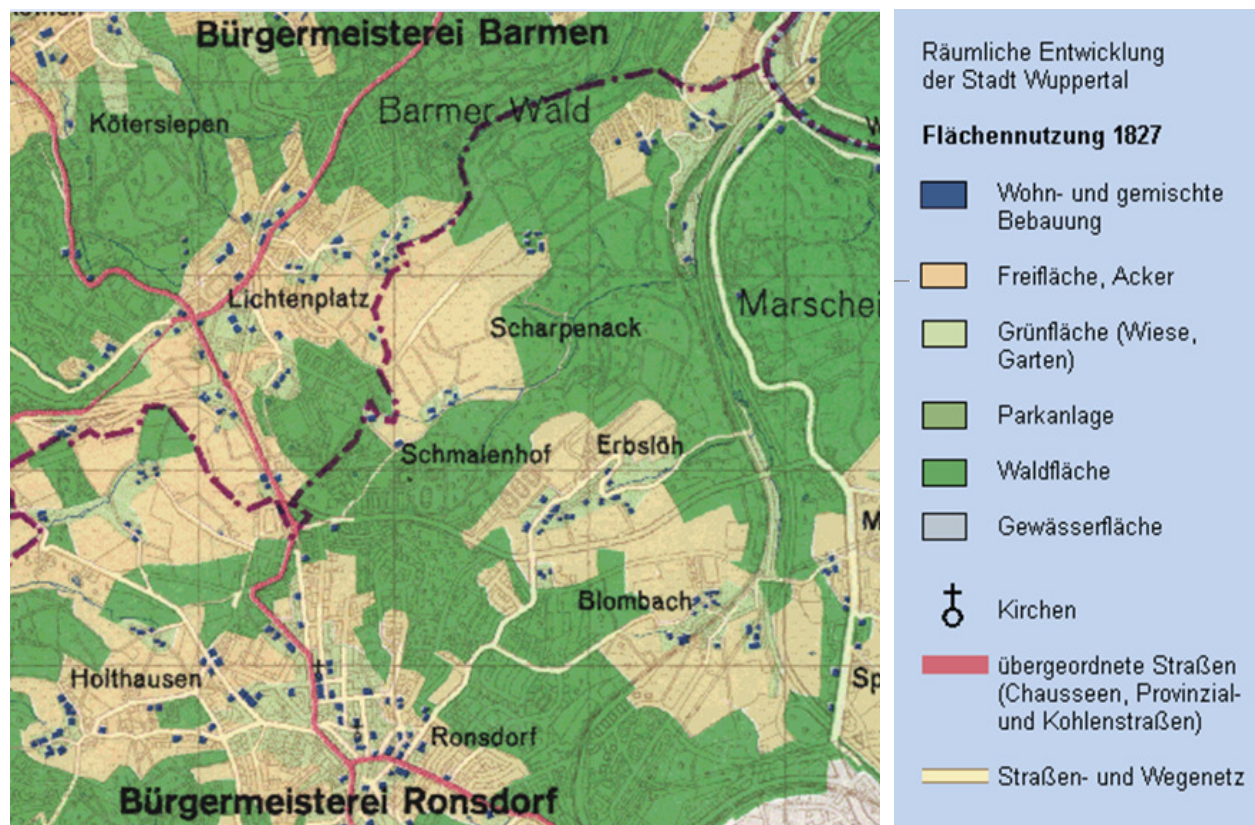 Bürgermeisterei Barmen
Barmer Wald
Kötersiepen
Lichtenplatz
Scharpenack
Marschei
Schmalenhof
Erbslöh
Blombach
Holthausen
Sp
Ronsdorf
Bürgermeisterei Ronsdorf
Räumliche Entwicklung
der Stadt Wuppertal
Flächennutzung 1827
Wohn- und gemischte
Bebauung
Freifläche, Acker
Grünfläche (Wiese,
Garten)
Parkanlage
Waldfläche
Gewässerfläche
Kirchen
übergeordnete Straßen
(Chausseen, Provinzial-
und Kohlenstraßen)
Straßen- und Wegenetz